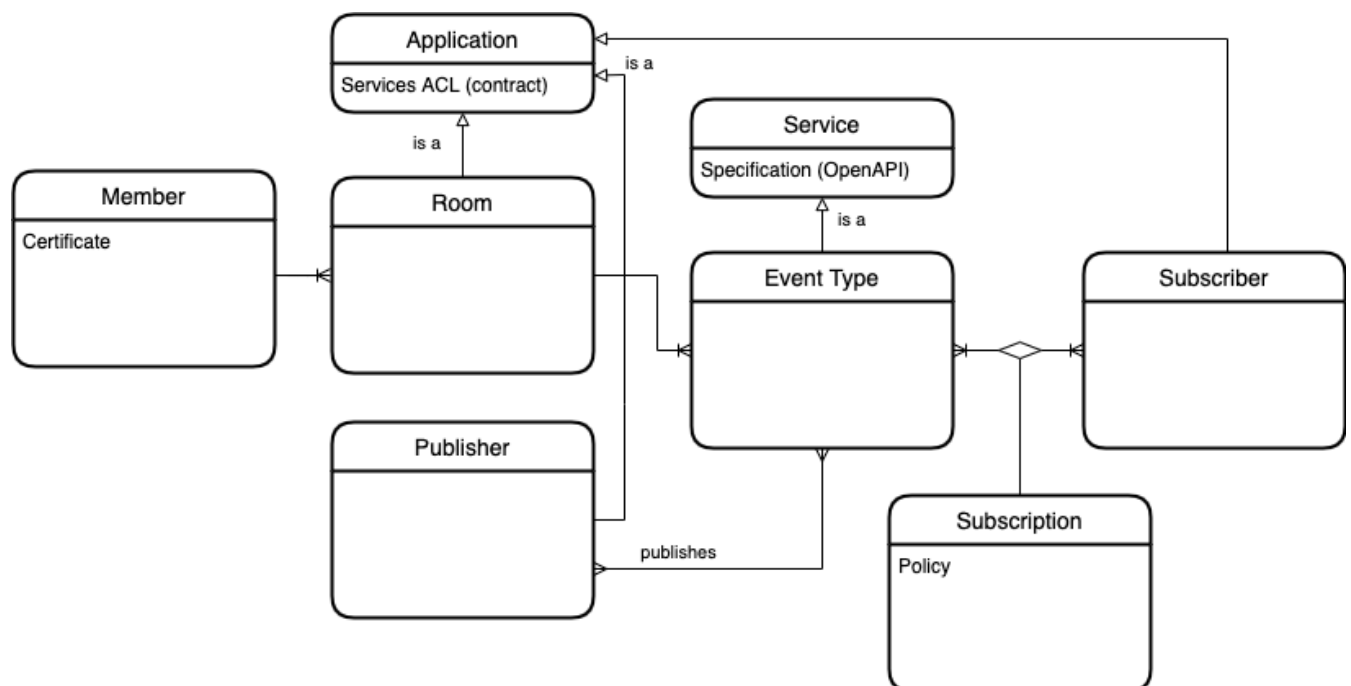 Application
Services ACL (contract)
is a
is a
Service
Specification (OpenAPI)
is a
Member
Certificate
Room
Event Type
Subscriber
Publisher
publishes
Subscription
Policy